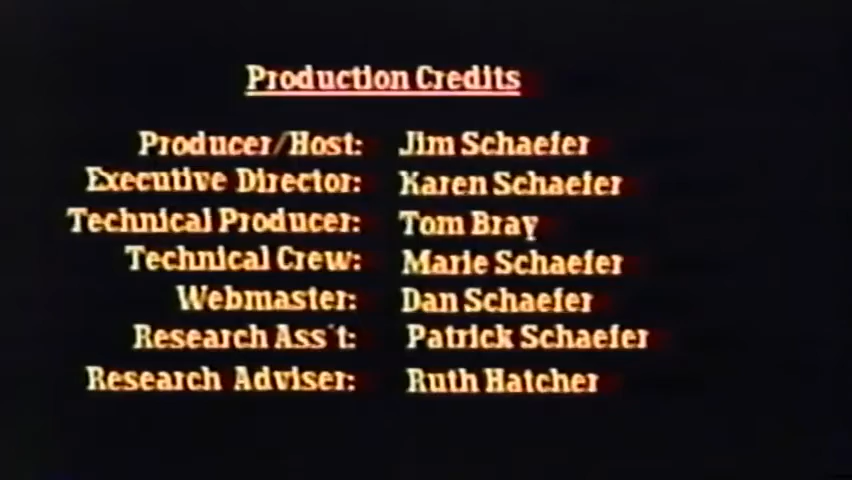 Production Credits
Producer/Host: Jim Schaefer
Executive Director: Karen Schaefer
Technical Producer: Tom Bray
Technical Crew: Marie Schaefer
Webmaster: Dan Schaefer
Research Ass't: Patrick Schaefer
Research Adviser: Ruth Hatcher